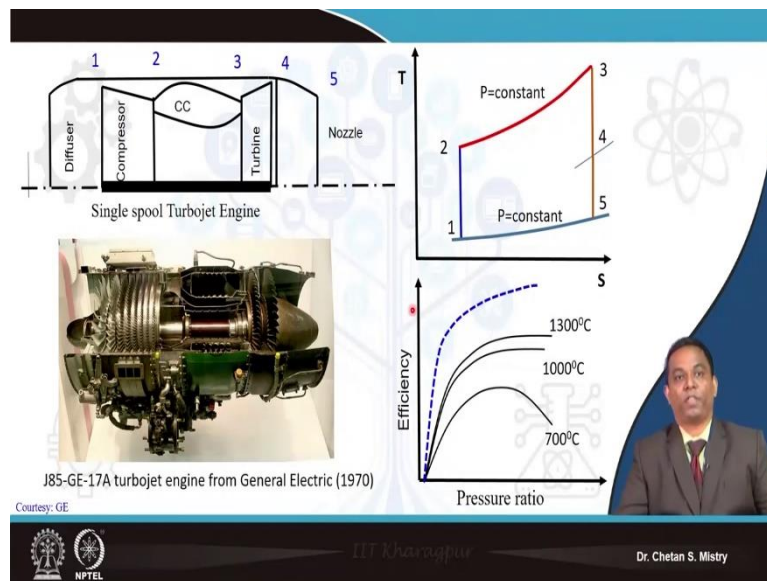 1 2 3 4 5
Diffuser
Compressor
CC
Turbine
Nozzle
Single spool Turbojet Engine
J85-GE-17A turbojet engine from General Electric (1970)
Courtesy: GE
T
P=constant
3
2
4
5
1
P=constant
S
Efficiency
1300⁰C
1000⁰C
700⁰C
Pressure ratio
NPTEL
IIT Kharagpur
Dr. Chetan S. Mistry